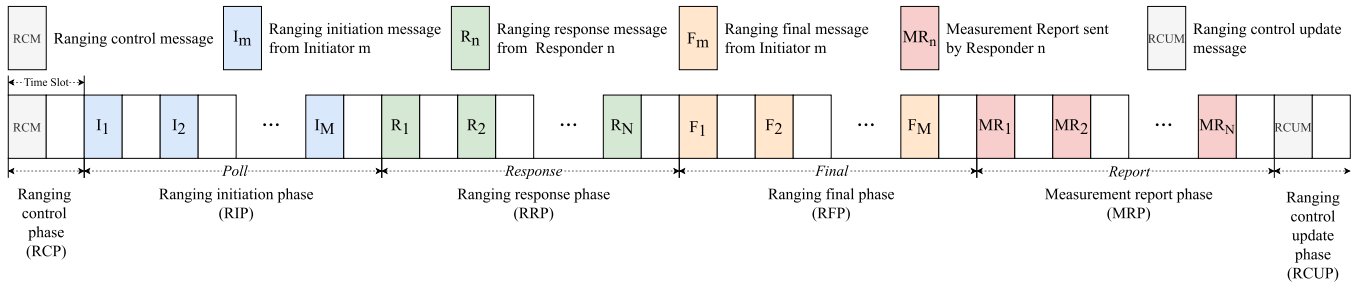 RCM
Ranging control message
Im
Ranging initiation message
from Initiator m
Rn
Ranging response message
from Responder n
Fm
Ranging final message
from Initiator m
MRn
Measurement Report sent
by Responder n
RCUM
Ranging control update
message
Time Slot
RCM I1 I2 ... IM R1 R2 ... RN F1 F2 ... FM MR1 MR2 ... MRN RCUM
Poll Response Final Report
Ranging
control
phase
(RCP)
Ranging initiation phase
(RIP)
Ranging response phase
(RRP)
Ranging final phase
(RFP)
Measurement report phase
(MRP)
Ranging
control
update
phase
(RCUP)